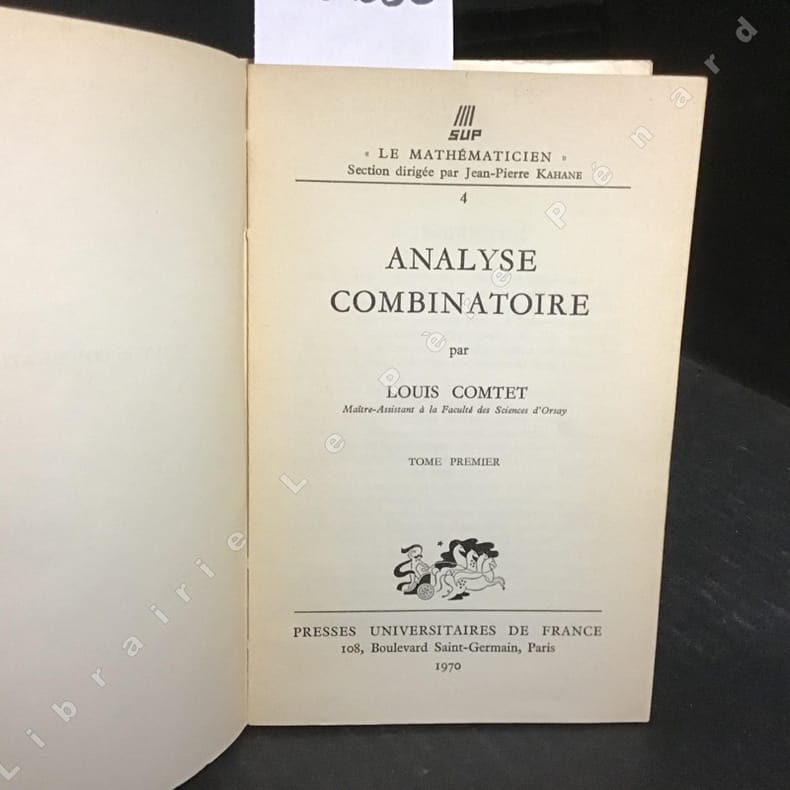 SUP
« LE MATHÉMATICIEN »
Section dirigée par Jean-Pierre KAHANE
4
ANALYSE
COMBINATOIRE
par
LOUIS COMTET
Maître-Assistant à la Faculté des Sciences d'Orsay
TOME PREMIER
PRESSES UNIVERSITAIRES DE FRANCE
108, Boulevard Saint-Germain, Paris
1970
Librairie Le Père Pénard